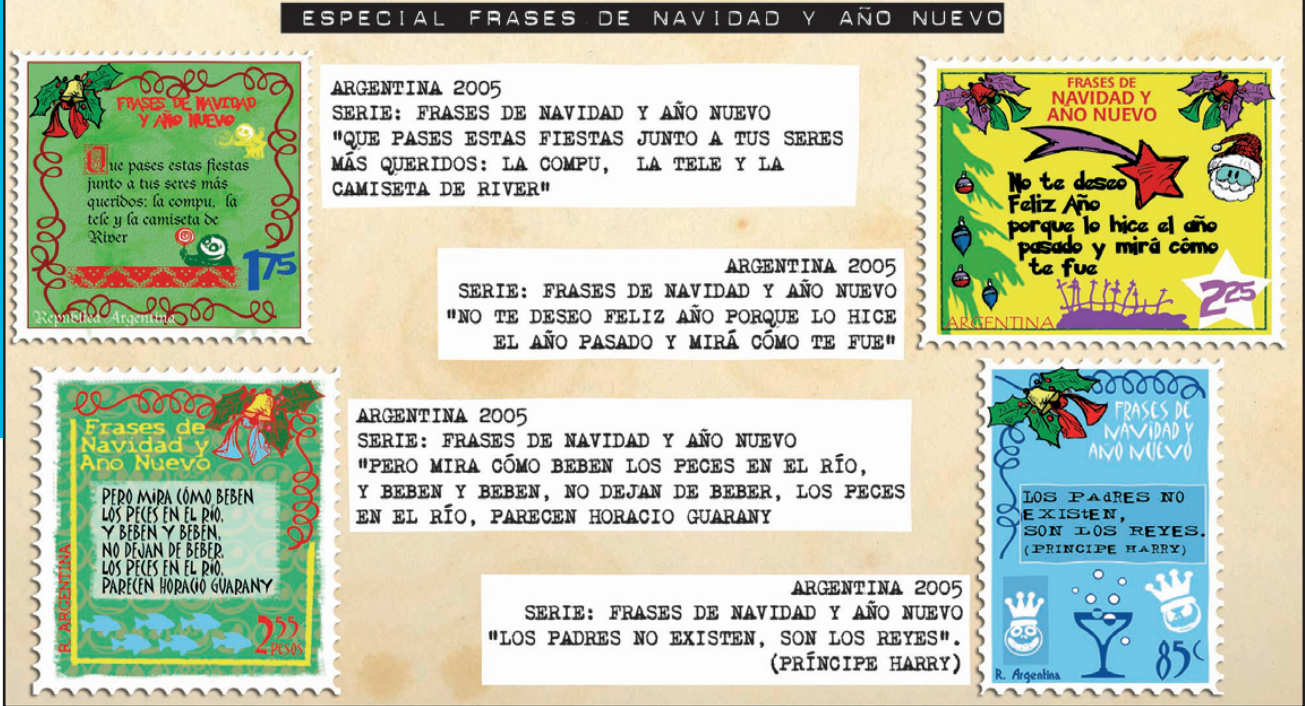 ESPECIAL FRASES DE NAVIDAD Y AÑO NUEVO
FRASES DE NAVIDAD
Y AÑO NUEVO
Que pases estas fiestas
junto a tus seres más
queridos: la compu, la
tele y la camiseta de
River
175
República Argentina
ARGENTINA 2005
SERIE: FRASES DE NAVIDAD Y AÑO NUEVO
"QUE PASES ESTAS FIESTAS JUNTO A TUS SERES
MÁS QUERIDOS: LA COMPU, LA TELE Y LA
CAMISETA DE RIVER"
FRASES DE
NAVIDAD Y
AÑO NUEVO
No te deseo
Feliz Año
porque lo hice el año
pasado y mirá cómo
te fue
225
ARGENTINA
ARGENTINA 2005
SERIE: FRASES DE NAVIDAD Y AÑO NUEVO
"NO TE DESEO FELIZ AÑO PORQUE LO HICE
EL AÑO PASADO Y MIRÁ CÓMO TE FUE"
Frases de
Navidad y
Ano Nuevo
PERO MIRA CÓMO BEBEN
LOS PECES EN EL RIO,
Y BEBEN Y BEBEN,
NO DEJAN DE BEBER,
LOS PECES EN EL RIO,
PARECEN HORACIO GUARANY
R. ARGENTINA
255
PESOS
ARGENTINA 2005
SERIE: FRASES DE NAVIDAD Y AÑO NUEVO
"PERO MIRA CÓMO BEBEN LOS PECES EN EL RÍO,
Y BEBEN Y BEBEN, NO DEJAN DE BEBER, LOS PECES
EN EL RÍO, PARECEN HORACIO GUARANY
ARGENTINA 2005
SERIE: FRASES DE NAVIDAD Y AÑO NUEVO
"LOS PADRES NO EXISTEN, SON LOS REYES".
(PRÍNCIPE HARRY)
FRASES DE
NAVIDAD Y
AÑO NUEVO
LOS PAdRES NO
EXIStEN,
SON LOS REYES.
(PRINCIPE HARRY)
85c
R. Argentina